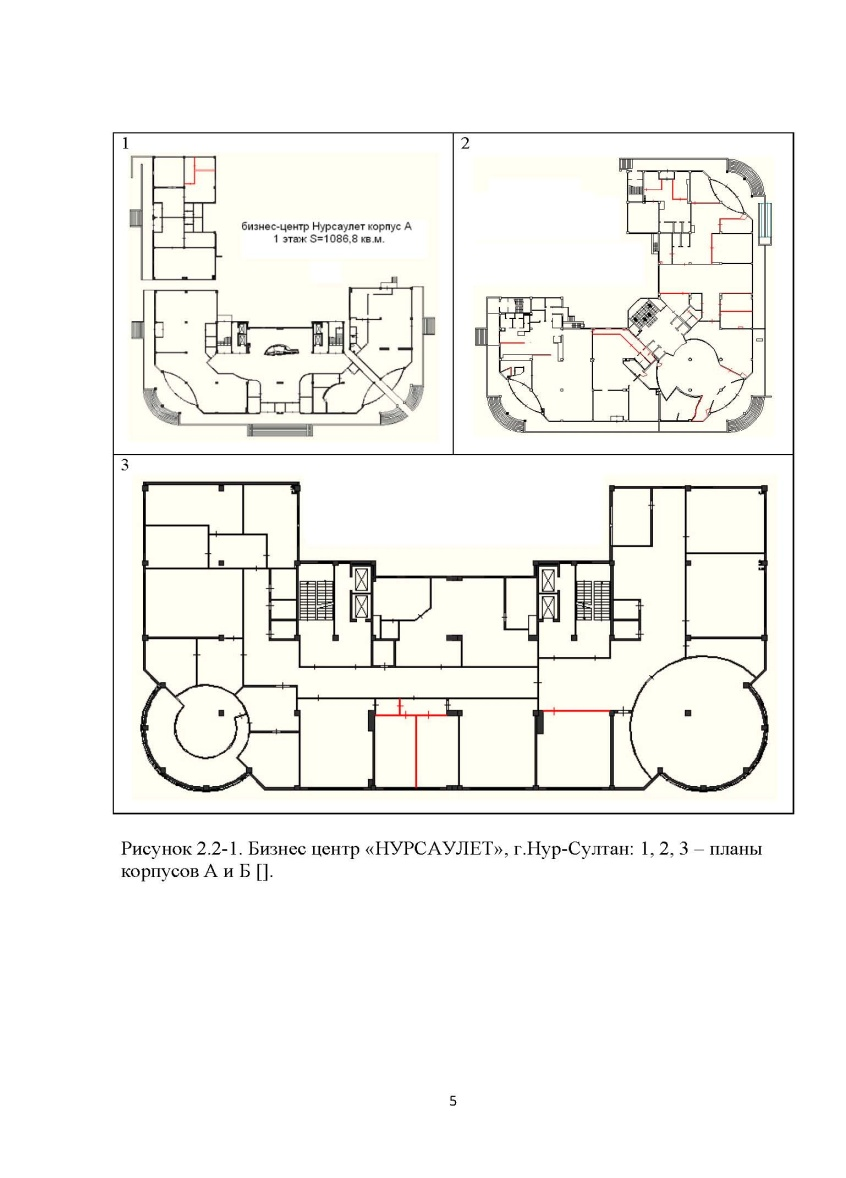 1
2
бизнес-центр Нурсаулет корпус А
1 этаж S=1086,8 кв.м.
3
Рисунок 2.2-1. Бизнес центр «НУРСАУЛЕТ», г.Нур-Султан: 1, 2, 3 – планы
корпусов А и Б [].
5